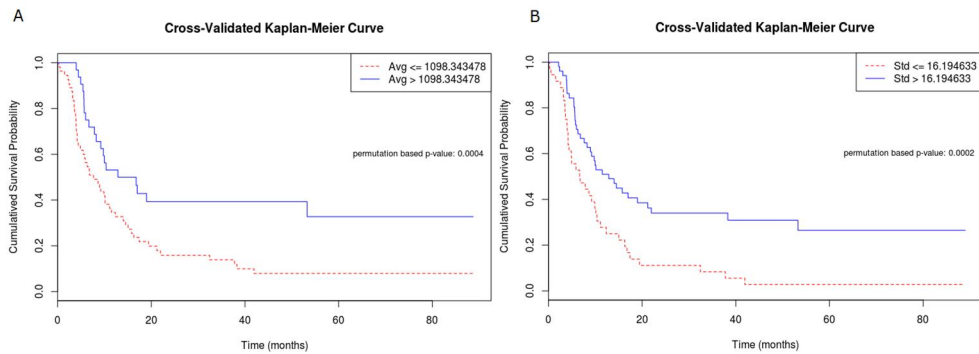 A
Cross-Validated Kaplan-Meier Curve
Avg <= 1098.343478
Avg > 1098.343478
permutation based p-value: 0.0004
Cumulatived Survival Probability
1.0
0.8
0.6
0.4
0.2
0.0
0 20 40 60 80
Time (months)
B
Cross-Validated Kaplan-Meier Curve
Std <= 16.194633
Std > 16.194633
permutation based p-value: 0.0002
Cumulatived Survival Probability
1.0
0.8
0.6
0.4
0.2
0.0
0 20 40 60 80
Time (months)